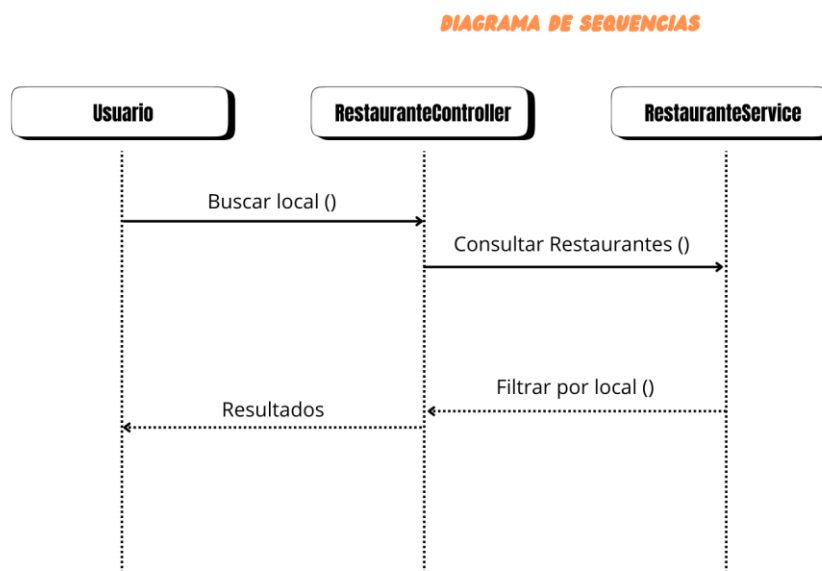 DIAGRAMA DE SEQUENCIAS
Usuario
RestauranteController
RestauranteService
Buscar local ()
Consultar Restaurantes ()
Filtrar por local ()
Resultados